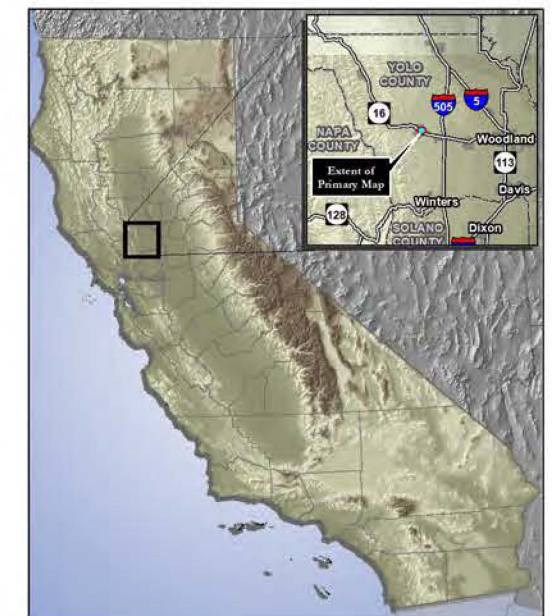 YOLO
COUNTY
16
505
5
NAPA
COUNTY
Woodland
Extent of
Primary Map
113
Davis
Winters
128
SOLANO
COUNTY
Dixon